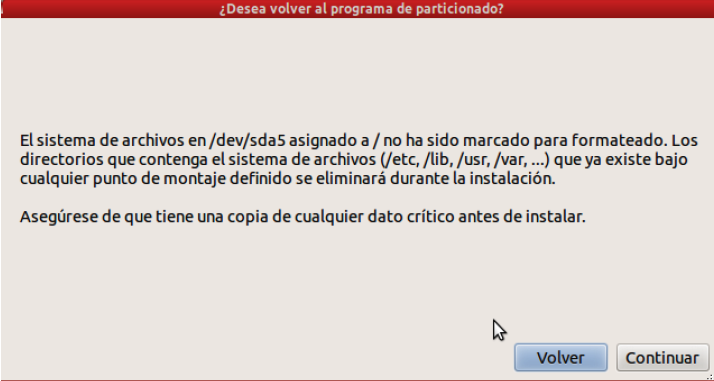 ¿Desea volver al programa de particionado?
El sistema de archivos en /dev/sda5 asignado a / no ha sido marcado para formateado. Los
directorios que contenga el sistema de archivos (/etc, /lib, /usr, /var, ...) que ya existe bajo
cualquier punto de montaje definido se eliminará durante la instalación.
Asegúrese de que tiene una copia de cualquier dato crítico antes de instalar.
Volver
Continuar